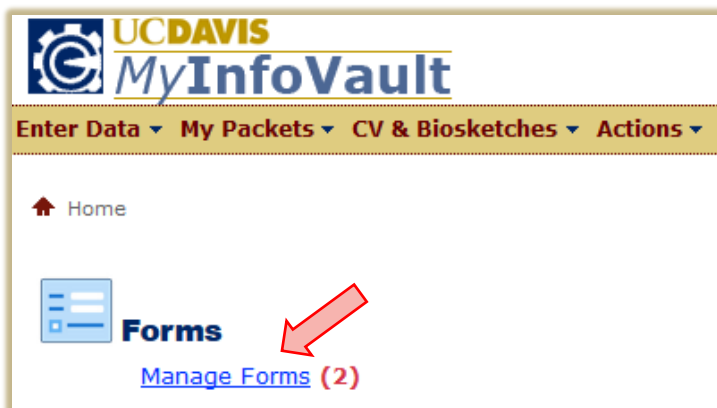 UCDAVIS
MyInfoVault
Enter Data My Packets CV & Biosketches Actions
Home
Forms
Manage Forms (2)